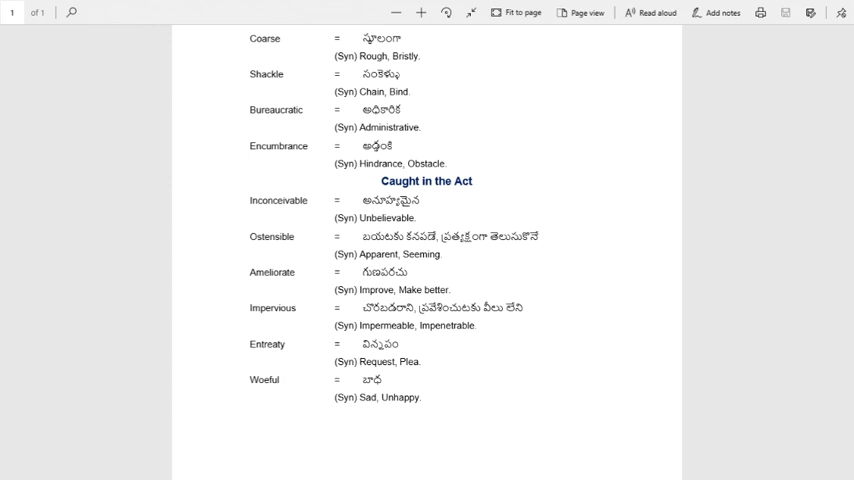 1 of 1 Fit to page Page view Read aloud Add notes
Coarse = స్థూలంగా
(Syn) Rough, Bristly.
Shackle = సంకెళ్ళు
(Syn) Chain, Bind.
Bureaucratic = అధికారిక
(Syn) Administrative.
Encumbrance = అడ్డంకి
(Syn) Hindrance, Obstacle.
Caught in the Act
Inconceivable = అనూహ్యమైన
(Syn) Unbelievable.
Ostensible = బయటకు కనపడే, ప్రత్యక్షంగా తెలుసుకొనే
(Syn) Apparent, Seeming.
Ameliorate = గుణపరచు
(Syn) Improve, Make better.
Impervious = చొరబడరాని, ప్రవేశించుటకు వీలు లేని
(Syn) Impermeable, Impenetrable.
Entreaty = విన్నపం
(Syn) Request, Plea.
Woeful = బాధ
(Syn) Sad, Unhappy.